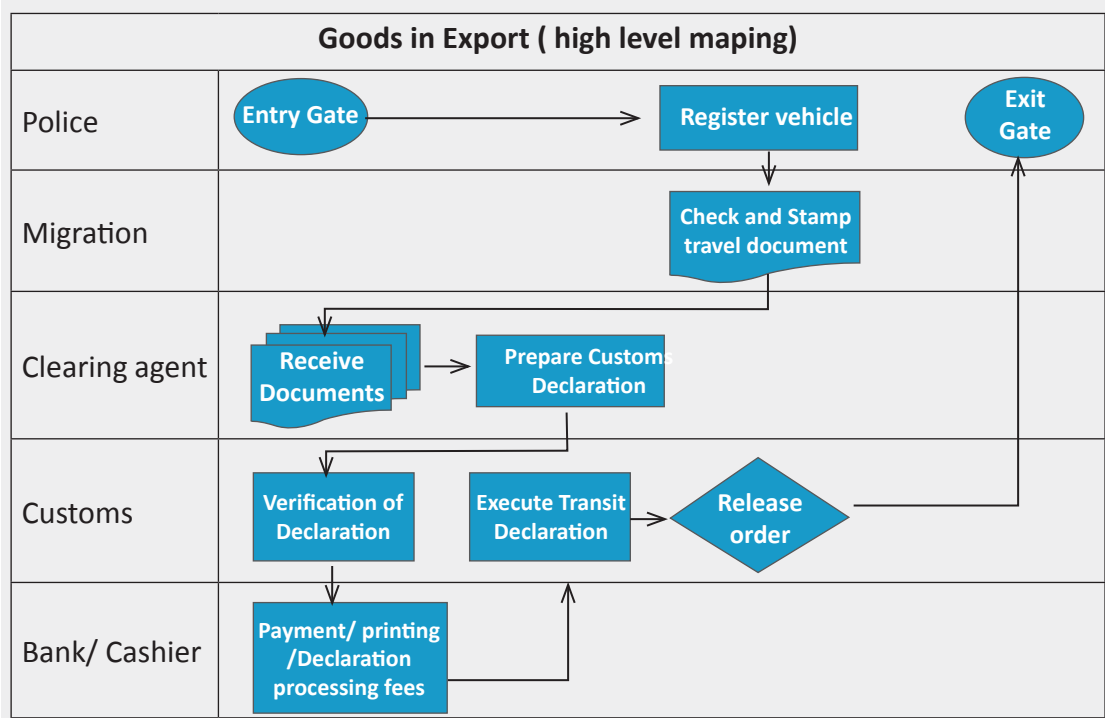 Goods in Export ( high level maping)
Police
Entry Gate
Register vehicle
Exit
Gate
Migration
Check and Stamp
travel document
Clearing agent
Receive
Documents
Prepare Customs
Declaration
Customs
Verification of
Declaration
Execute Transit
Declaration
Release
order
Bank/ Cashier
Payment/ printing
/Declaration
processing fees